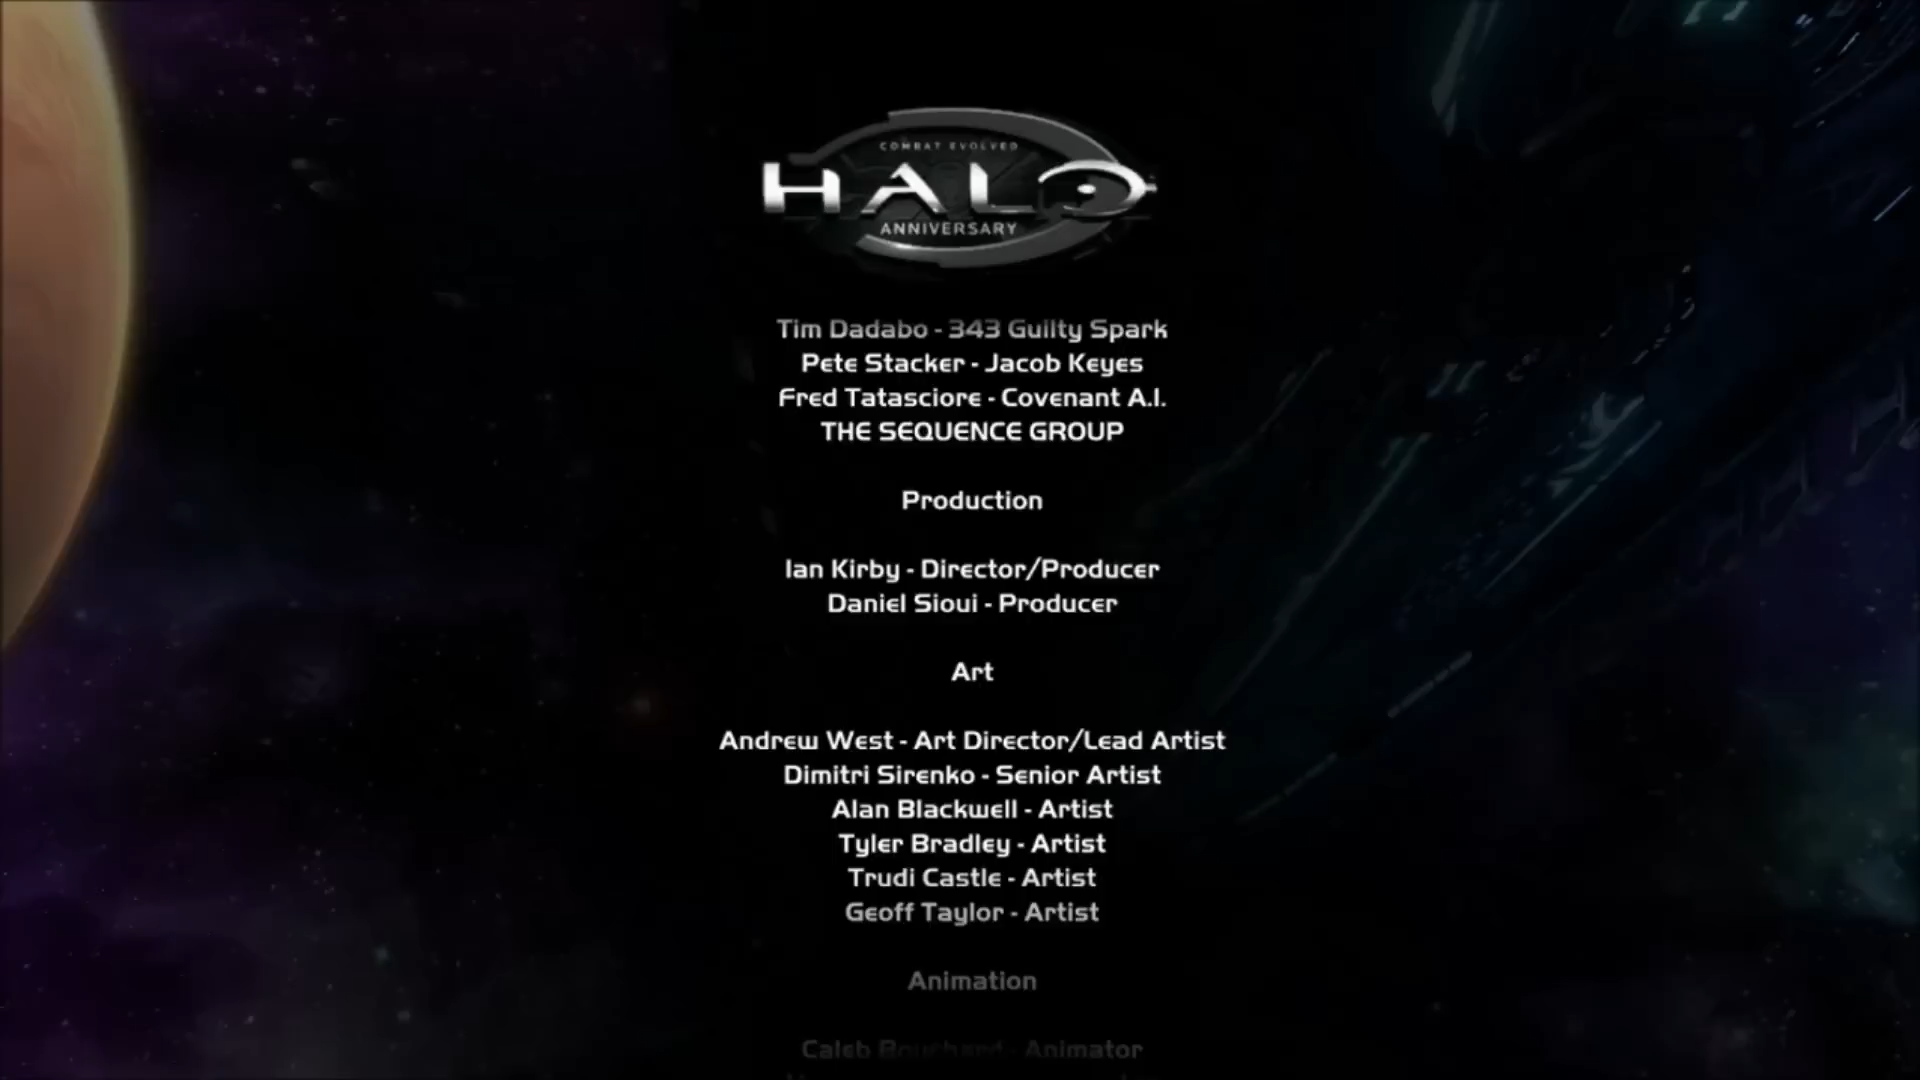 COMBAT EVOLVED
HALO
ANNIVERSARY
Tim Dadabo - 343 Guilty Spark
Pete Stacker - Jacob Keyes
Fred Tatasciore - Covenant A.I.
THE SEQUENCE GROUP
Production
Ian Kirby - Director/Producer
Daniel Sioui - Producer
Art
Andrew West - Art Director/Lead Artist
Dimitri Sirenko - Senior Artist
Alan Blackwell - Artist
Tyler Bradley - Artist
Trudi Castle - Artist
Geoff Taylor - Artist
Animation
Caleb Bouchard - Animator